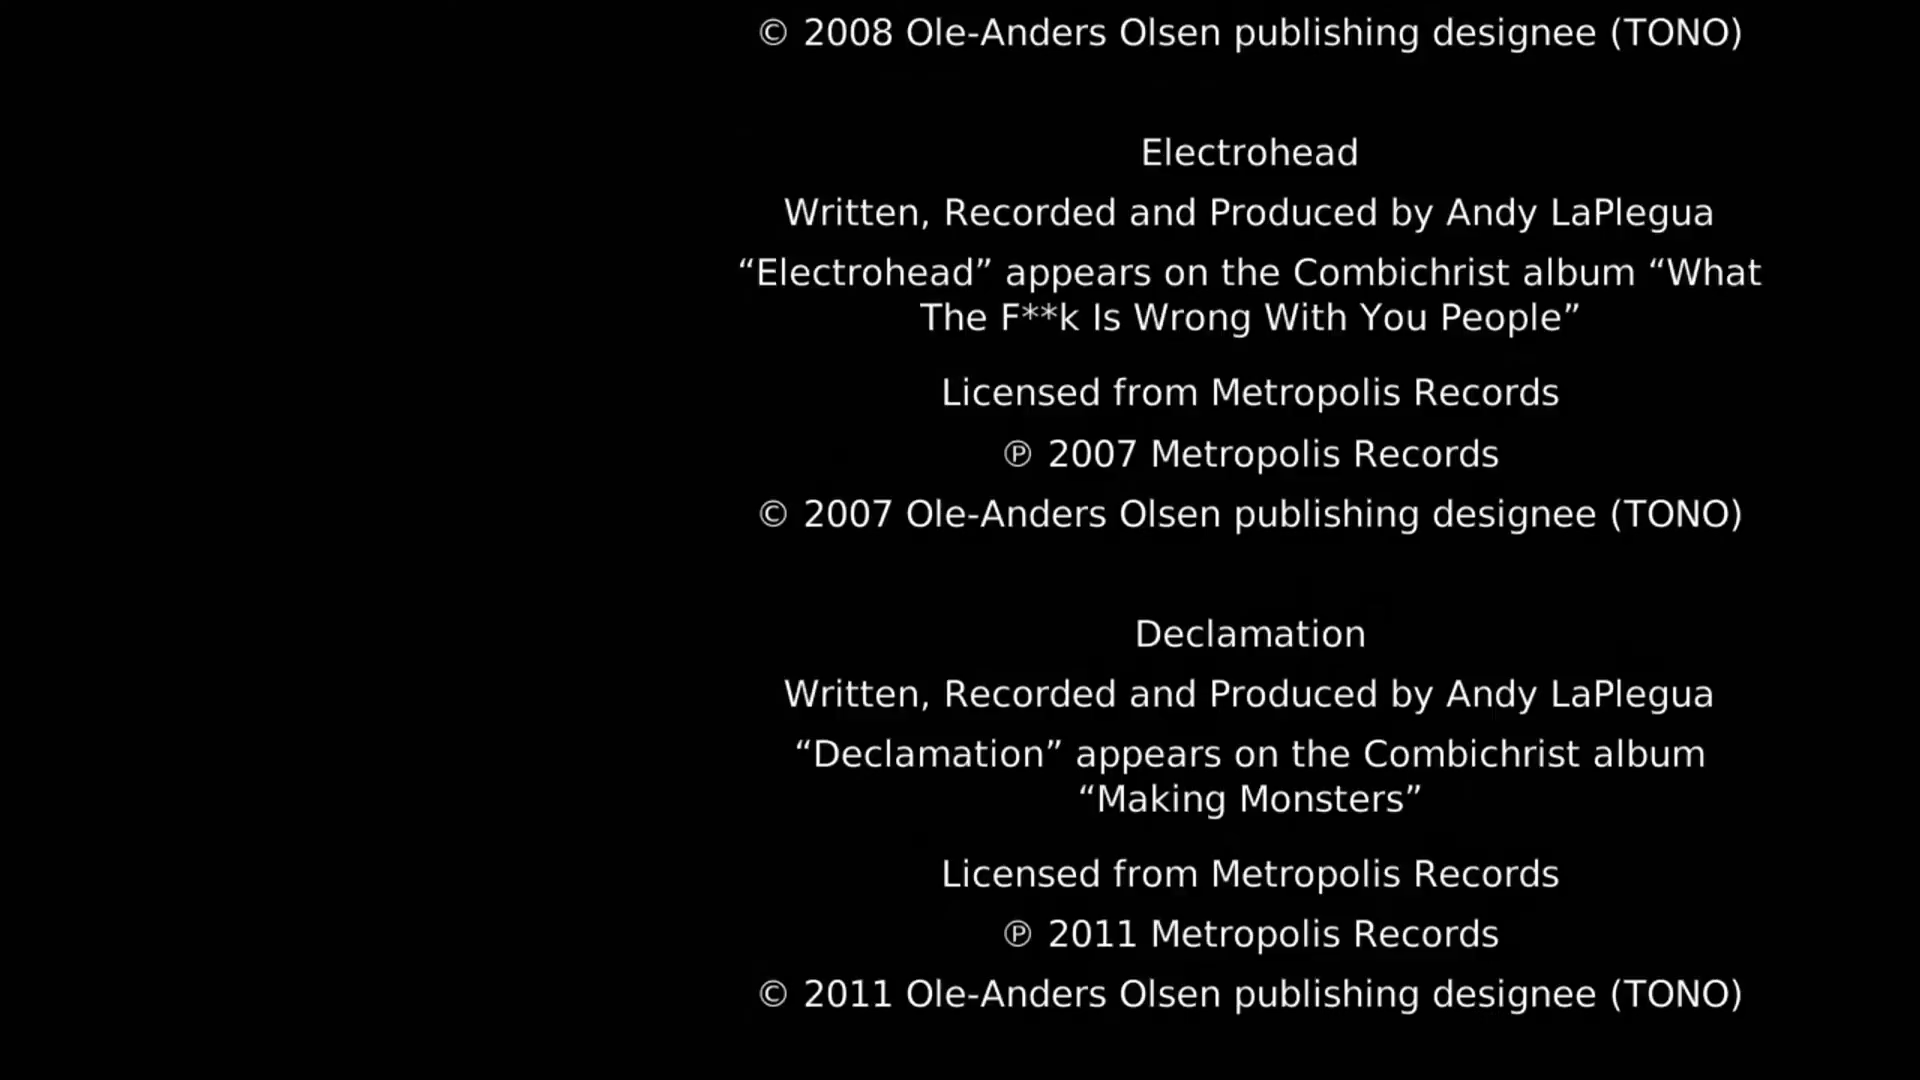 © 2008 Ole-Anders Olsen publishing designee (TONO)
Electrohead
Written, Recorded and Produced by Andy LaPlegua
“Electrohead” appears on the Combichrist album “What
The F**k Is Wrong With You People”
Licensed from Metropolis Records
℗ 2007 Metropolis Records
© 2007 Ole-Anders Olsen publishing designee (TONO)
Declamation
Written, Recorded and Produced by Andy LaPlegua
“Declamation” appears on the Combichrist album
“Making Monsters”
Licensed from Metropolis Records
℗ 2011 Metropolis Records
© 2011 Ole-Anders Olsen publishing designee (TONO)